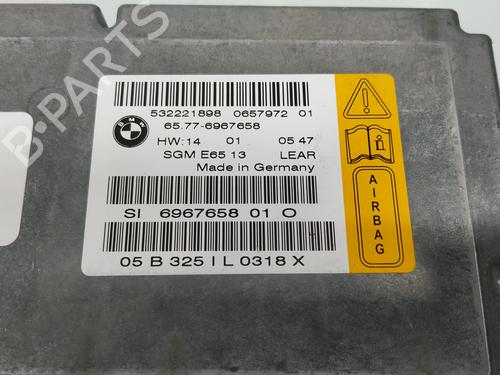 B-PARTS
532221898 0657972 01
65.77-6967658
BMW
HW:14 01 05 47
SGM E65 13 LEAR
Made in Germany
SI 6967658 01 O
05 B 325 I L 0318 X
AIRBAG